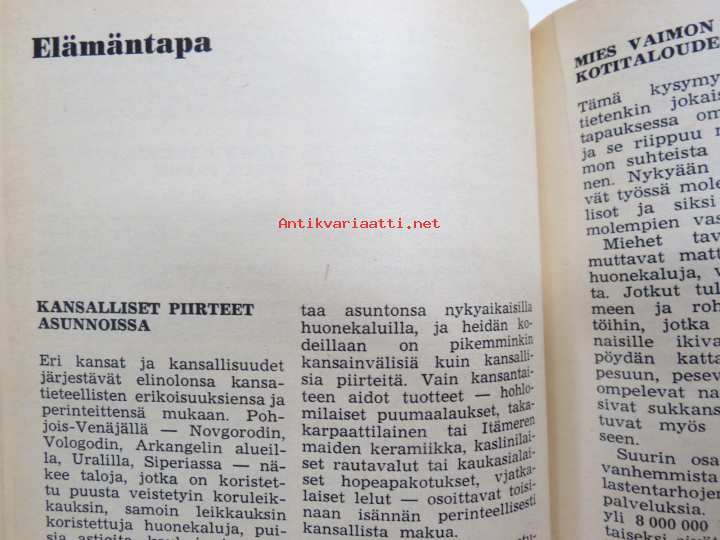 Elämäntapa
Antikvariaatti.net
KANSALLISET PIIRTEET
ASUNNOISSA
Eri kansat ja kansallisuudet
järjestävät elinolonsa kansa-
tieteellisten erikoisuuksiensa ja
perinteittensä mukaan. Poh-
jois-Venäjällä — Novgorodin,
Vologodin, Arkangelin alueil-
la, Uralilla, Siperiassa — nä-
kee taloja, jotka on koristet-
tu puusta veistetyin koruleik-
kauksin, samoin leikkauksin
koristettuja huonekaluja, pui-
taa asuntonsa nykyaikaisilla
huonekaluilla, ja heidän ko-
deillaan on pikemminkin
kansainvälisiä kuin kansalli-
sia piirteitä. Vain kansantai-
teen aidot tuotteet — hohlo-
milaiset puumaalaukset, taka-
karpaattilainen tai Itämeren
maiden keramiikka, kaslinilai-
set rautavalut tai kaukasialai-
set hopeapakotukset, vjatka-
laiset lelut — osoittavat toisi-
naan isännän perinteellisesti
kansallista makua.
MIES VAIMON
KOTITALOUDE
Tämä kysymy
tietenkin jokais
tapauksessa om
ja se riippuu m
mon suhteista
nen. Nykyään
vät työssä mole
lisot ja siksi
molempien vas
Miehet tav
muttavat matt
huonekaluja, v
ta. Jotkut tul
meen ja roh
töihin, jotka
naisille ikiva
pöydän katta
pesuun, pesev
ompelevat na
sivat sukkans
tuvat myös
seen.
Suurin osa
vanhemmista
lastentarhojen
palveluksia.
yli 8 000 000